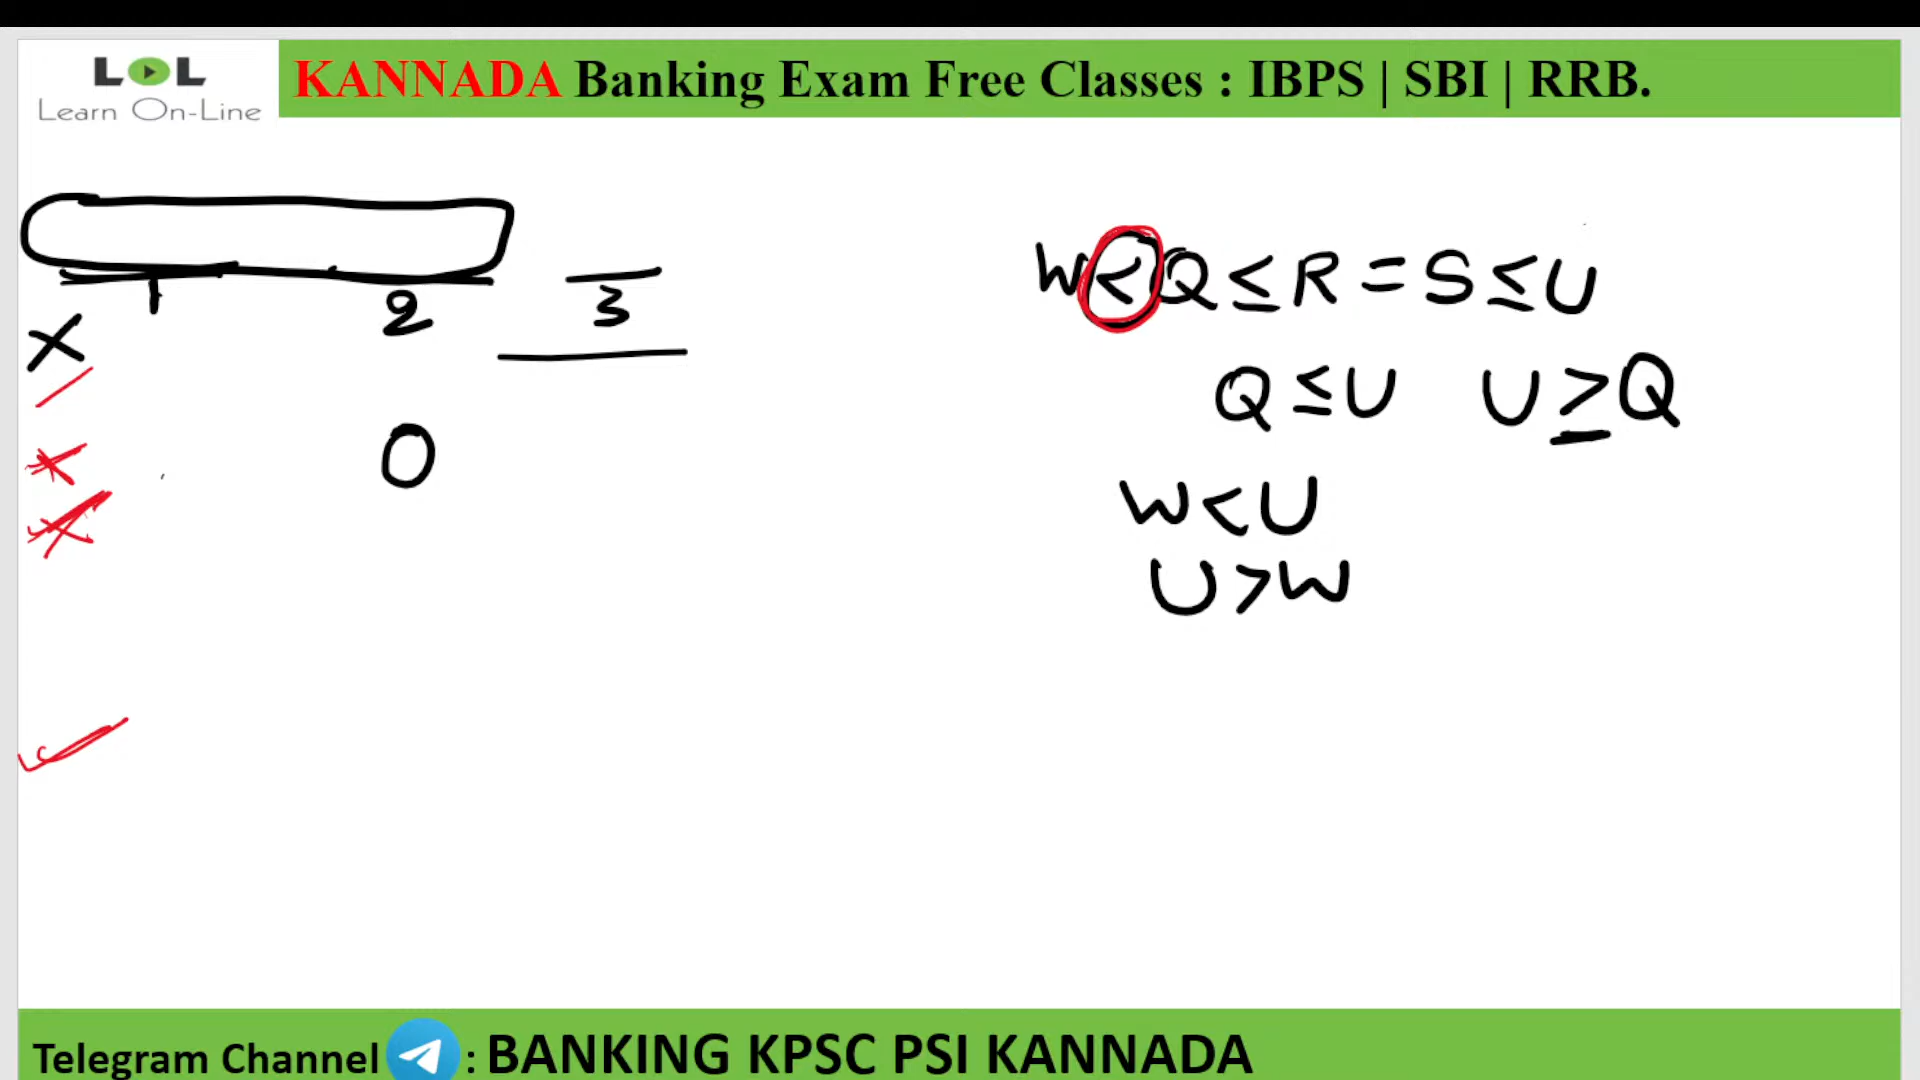 LOL
Learn On-Line
KANNADA Banking Exam Free Classes : IBPS | SBI | RRB.
1 2 3
W < Q ≤ R = S ≤ U
Q ≤ U U ≥ Q
0
W < U
U > W
Telegram Channel : BANKING KPSC PSI KANNADA